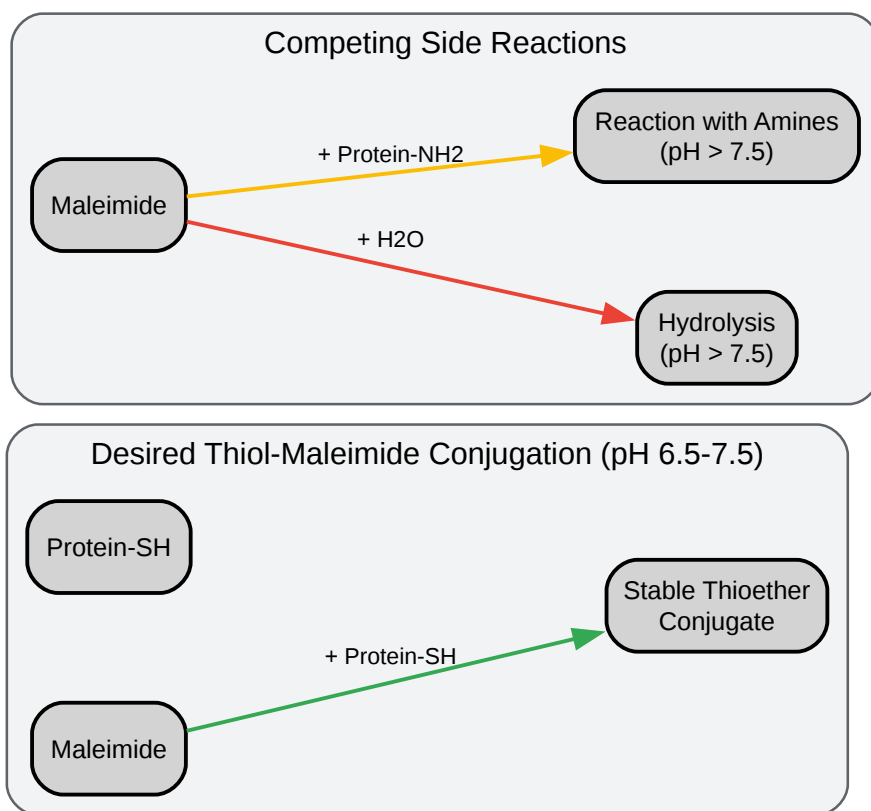 Competing Side Reactions
Maleimide
+ Protein-NH2
Reaction with Amines
(pH > 7.5)
+ H2O
Hydrolysis
(pH > 7.5)
Desired Thiol-Maleimide Conjugation (pH 6.5-7.5)
Protein-SH
Maleimide
+ Protein-SH
Stable Thioether
Conjugate